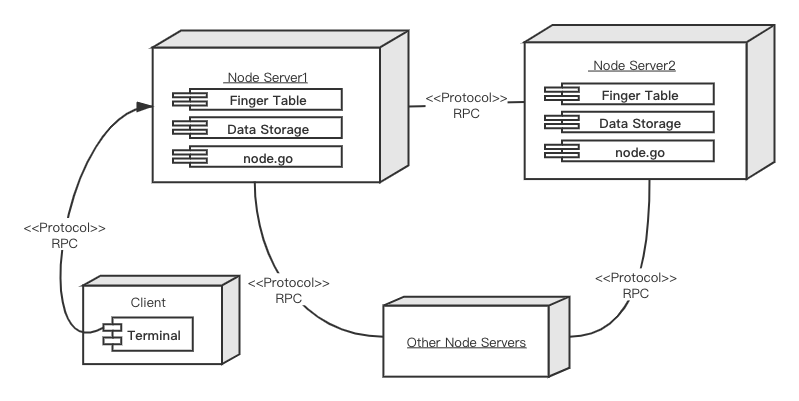 Node Server1
Finger Table
Data Storage
node.go
Node Server2
Finger Table
Data Storage
node.go
<<Protocol>>
RPC
<<Protocol>>
RPC
<<Protocol>>
RPC
<<Protocol>>
RPC
Client
Terminal
Other Node Servers